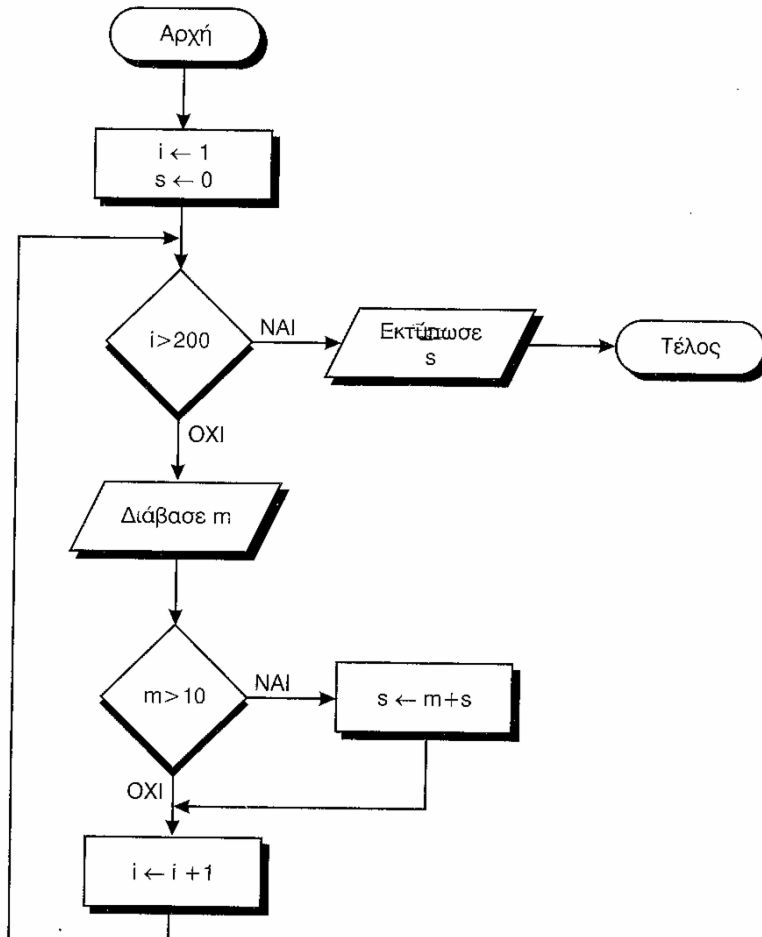 Αρχή
i ← 1
s ← 0
i>200
ΝΑΙ
Εκτύπωσε
s
Τέλος
ΟΧΙ
Διάβασε m
m>10
ΝΑΙ
s ← m+s
ΟΧΙ
i ← i +1